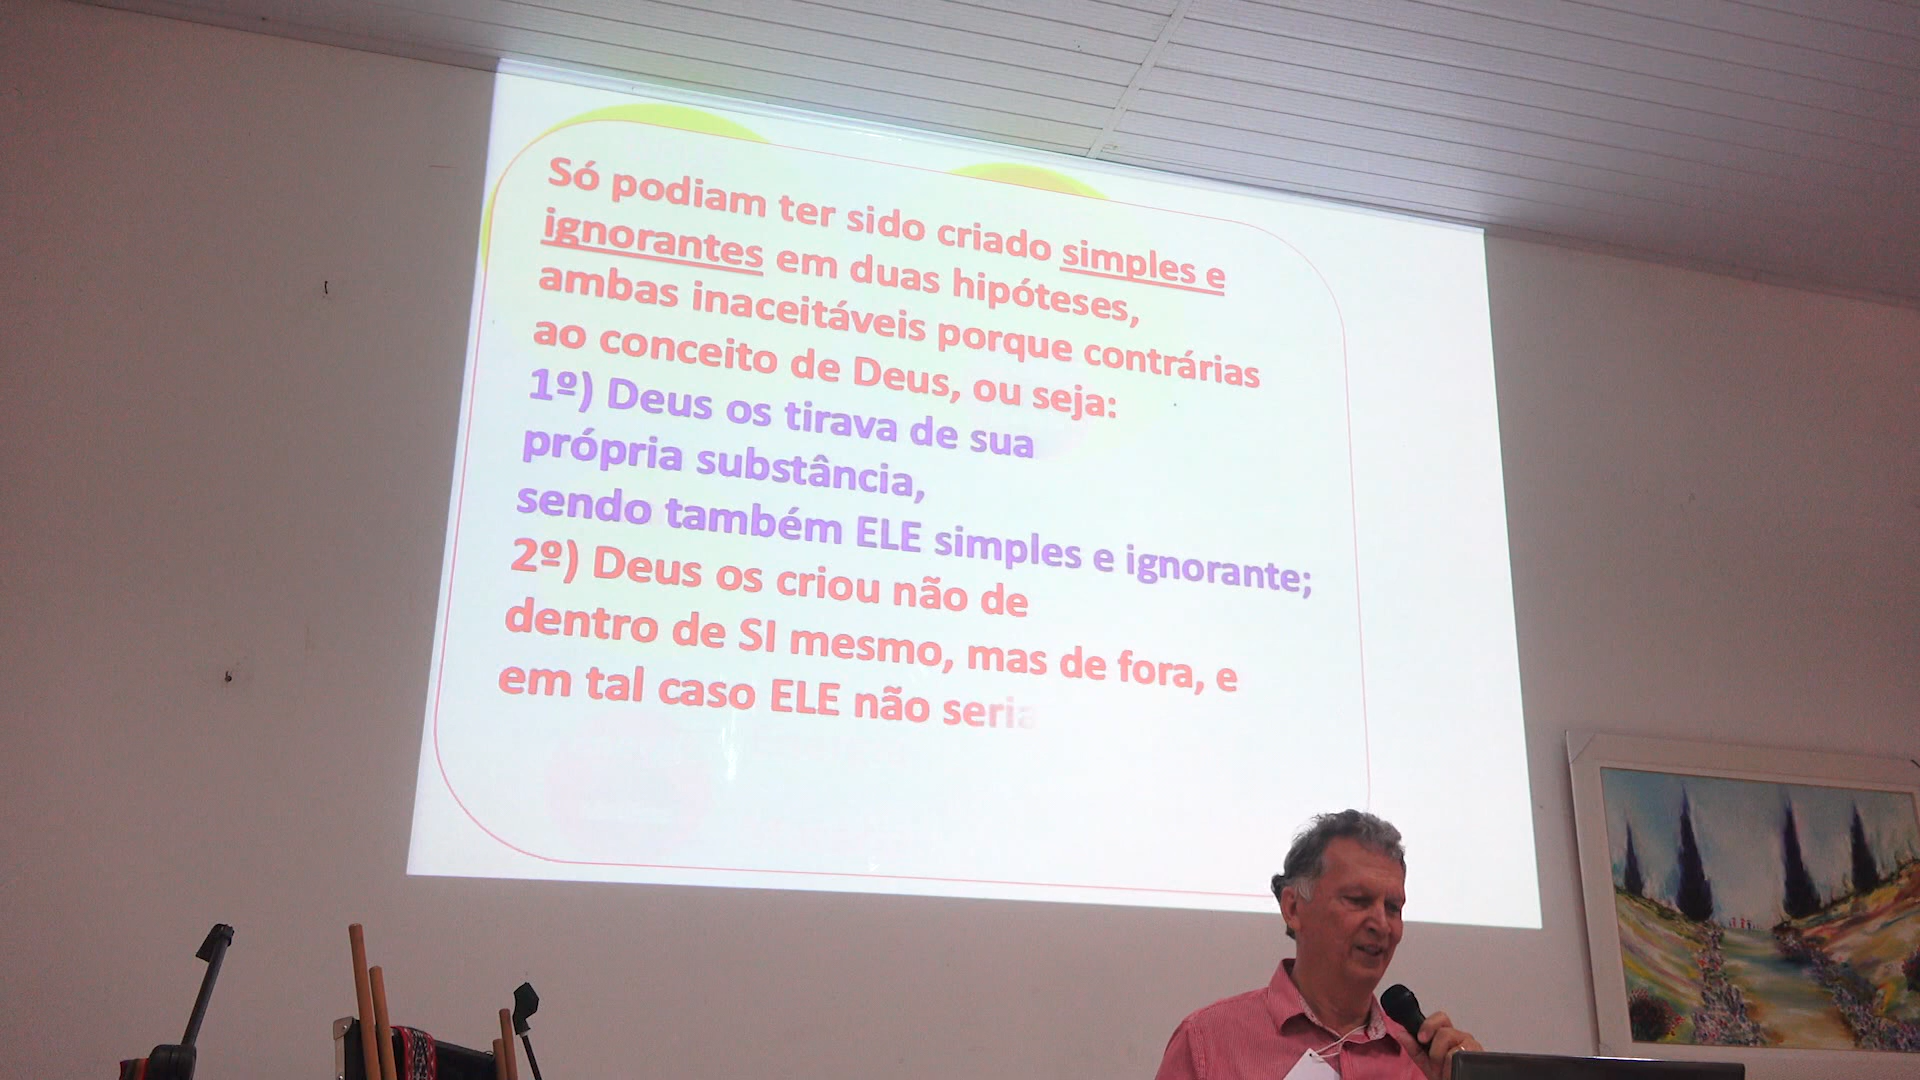 Só podiam ter sido criado simples e
ignorantes em duas hipóteses,
ambas inaceitáveis porque contrárias
ao conceito de Deus, ou seja:
1º) Deus os tirava de sua
própria substância,
sendo também ELE simples e ignorante;
2º) Deus os criou não de
dentro de SI mesmo, mas de fora, e
em tal caso ELE não seria